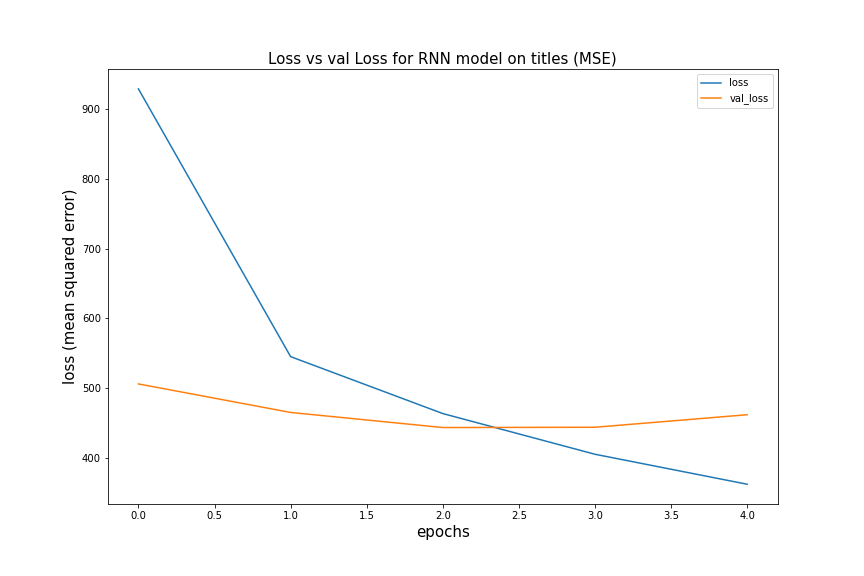 Loss vs val Loss for RNN model on titles (MSE)
loss
val_loss
900
800
700
600
500
400
loss (mean squared error)
0.0 0.5 1.0 1.5 2.0 2.5 3.0 3.5 4.0
epochs